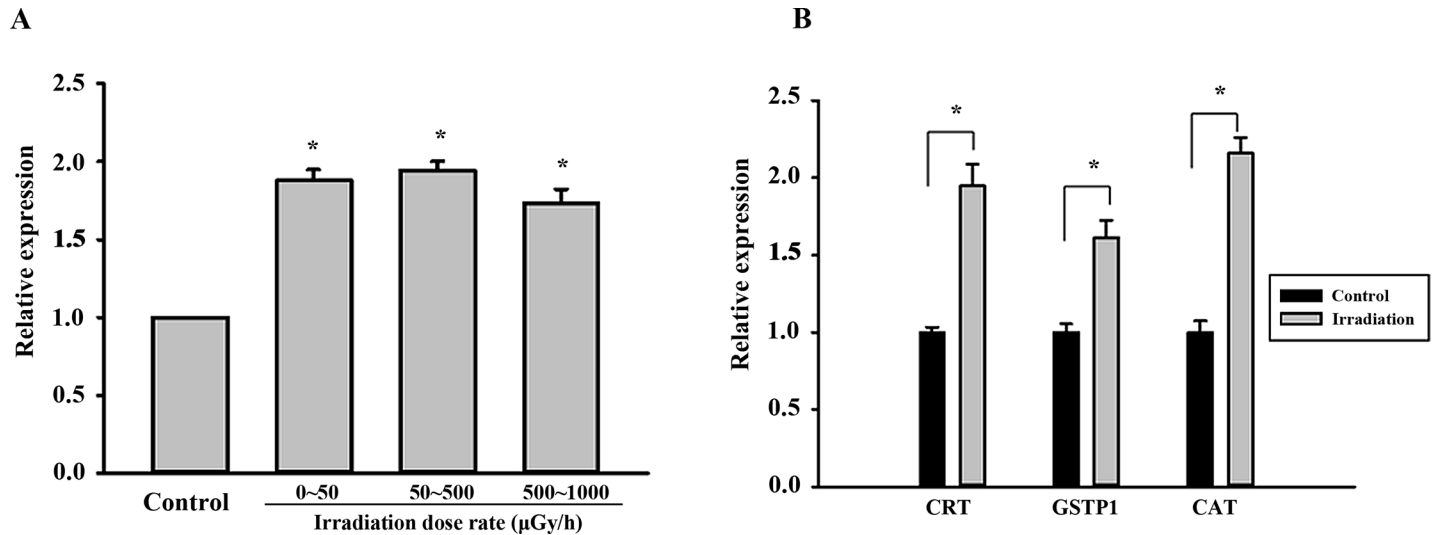 A
Relative expression
2.5
2.0
1.5
1.0
0.5
0.0
* * *
Control
0~50 50~500 500~1000
Irradiation dose rate (μGy/h)
B
Relative expression
2.5
2.0
1.5
1.0
0.5
0.0
* * *
CRT GSTP1 CAT
Control
Irradiation